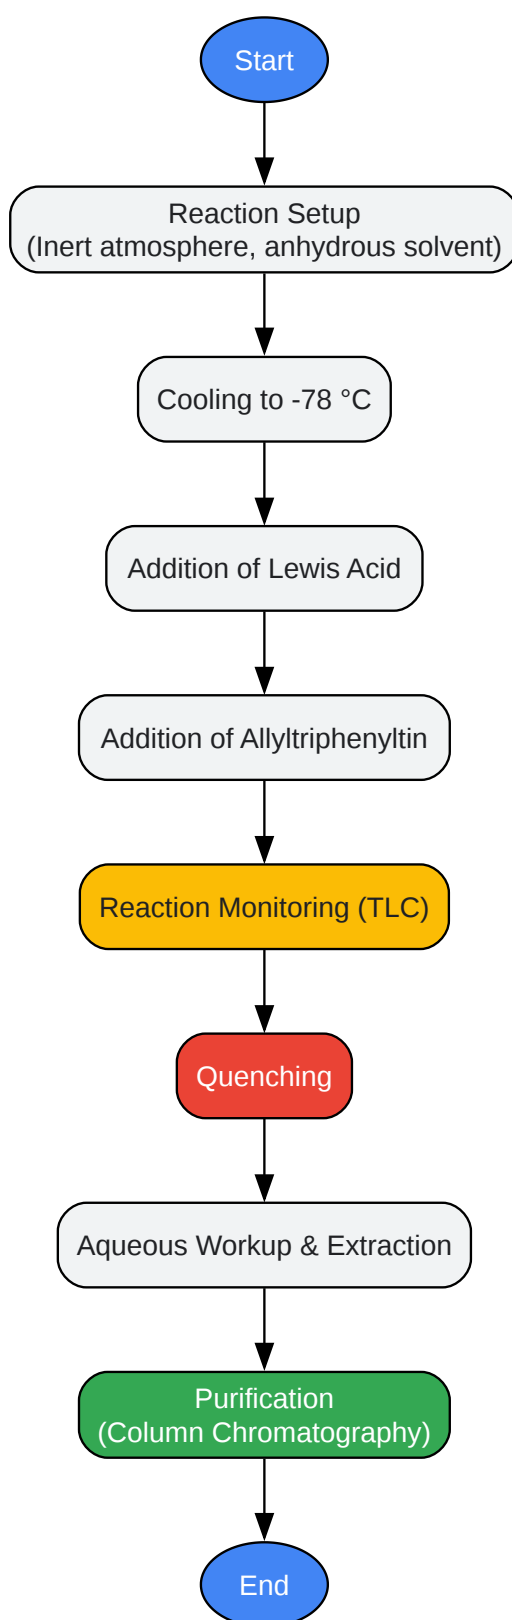 Start
Reaction Setup
(Inert atmosphere, anhydrous solvent)
Cooling to -78 °C
Addition of Lewis Acid
Addition of Allyltriphenyltin
Reaction Monitoring (TLC)
Quenching
Aqueous Workup & Extraction
Purification
(Column Chromatography)
End